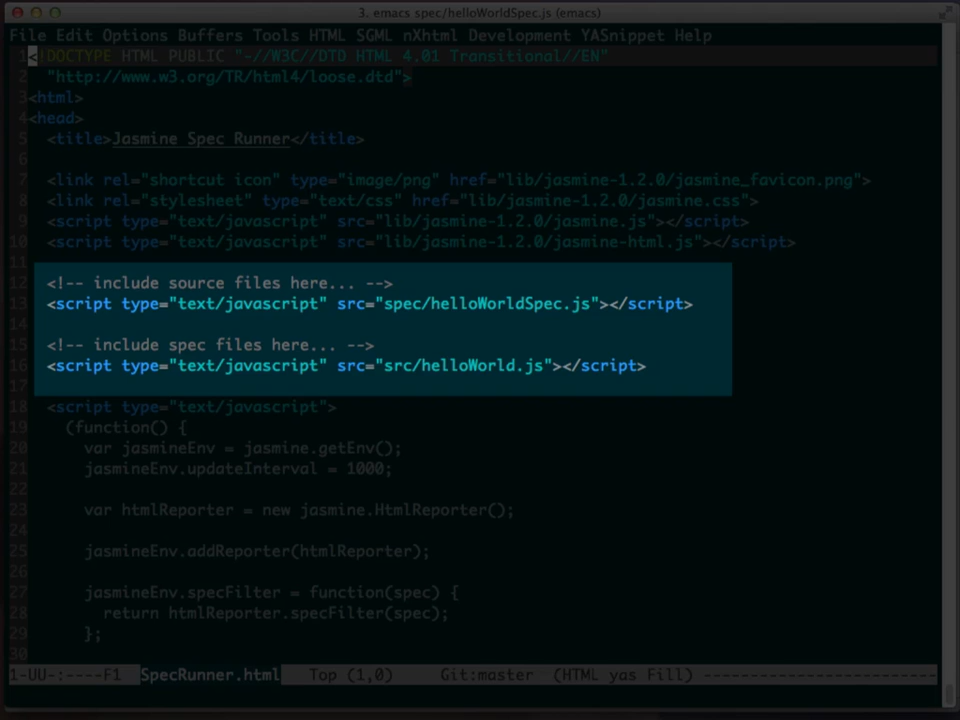 3. emacs spec/helloWorldSpec.js (emacs)
File Edit Options Buffers Tools HTML SGML nXhtml Development YASnippet Help
1 <!DOCTYPE HTML PUBLIC "-//W3C//DTD HTML 4.01 Transitional//EN"
2 "http://www.w3.org/TR/html4/loose.dtd">
3 <html>
4 <head>
5 <title>Jasmine Spec Runner</title>
6
7 <link rel="shortcut icon" type="image/png" href="lib/jasmine-1.2.0/jasmine_favicon.png">
8 <link rel="stylesheet" type="text/css" href="lib/jasmine-1.2.0/jasmine.css">
9 <script type="text/javascript" src="lib/jasmine-1.2.0/jasmine.js"></script>
10 <script type="text/javascript" src="lib/jasmine-1.2.0/jasmine-html.js"></script>
11
12 <!-- include source files here... -->
13 <script type="text/javascript" src="spec/helloWorldSpec.js"></script>
14
15 <!-- include spec files here... -->
16 <script type="text/javascript" src="src/helloWorld.js"></script>
17
18 <script type="text/javascript">
19 (function() {
20 var jasmineEnv = jasmine.getEnv();
21 jasmineEnv.updateInterval = 1000;
22
23 var htmlReporter = new jasmine.HtmlReporter();
24
25 jasmineEnv.addReporter(htmlReporter);
26
27 jasmineEnv.specFilter = function(spec) {
28 return htmlReporter.specFilter(spec);
29 };
30
1-UU-:----F1 SpecRunner.html Top (1,0) Git:master (HTML yas Fill) -------------------------